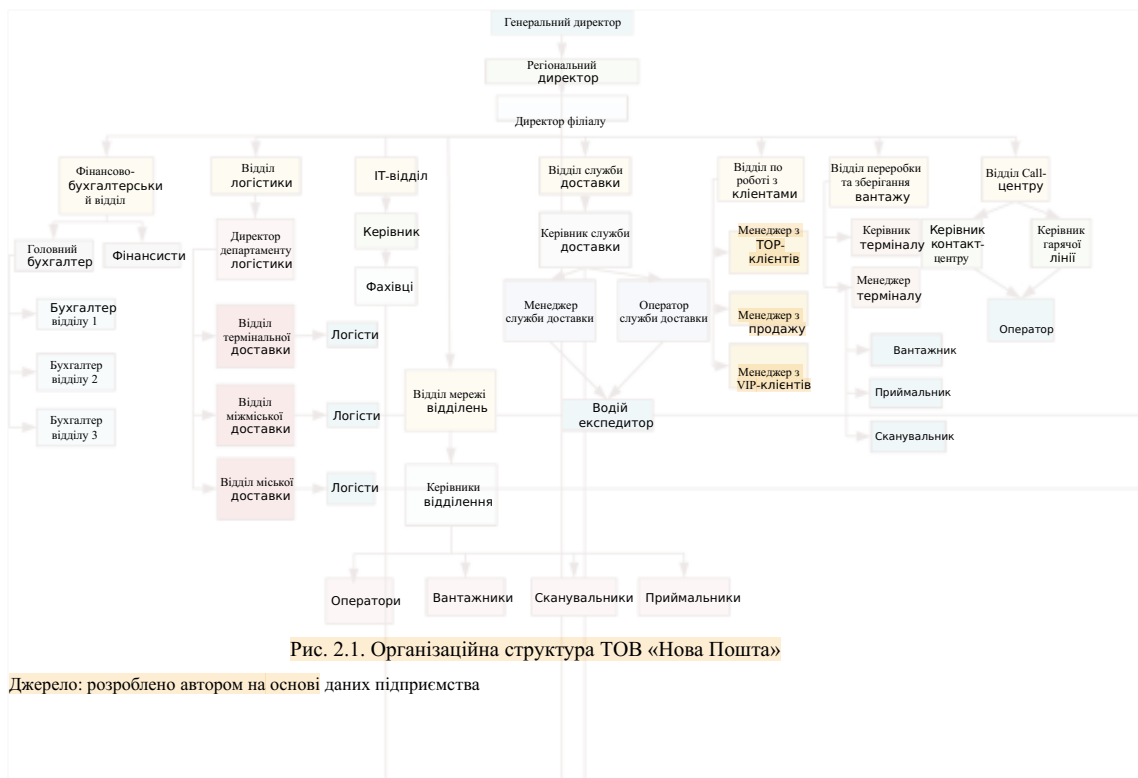 Генеральний директор
Регіональний
директор
Директор філіалу
Фінансово-
бухгалтерськи
й відділ
Відділ
логістики
ІТ-відділ
Відділ служби
доставки
Відділ по
роботі з
клієнтами
Відділ переробки
та зберігання
вантажу
Відділ Call-
центру
Головний
бухгалтер
Фінансисти
Директор
департаменту
логістики
Керівник
Керівник служби
доставки
Менеджер з
TOP-
клієнтів
Керівник
терміналу
Керівник
контакт-
центру
Керівник
гарячої
лінії
Фахівці
Менеджер
терміналу
Бухгалтер
відділу 1
Відділ
термінальної
доставки
Логісти
Менеджер
служби доставки
Оператор
служби доставки
Менеджер з
продажу
Оператор
Вантажник
Бухгалтер
відділу 2
Відділ
міжміської
доставки
Логісти
Відділ мережі
відділень
Водій
експедитор
Менеджер з
VIP-клієнтів
Приймальник
Бухгалтер
відділу 3
Сканувальник
Відділ міської
доставки
Логісти
Керівники
відділення
Оператори
Вантажники
Сканувальники
Приймальники
Рис. 2.1. Організаційна структура ТОВ «Нова Пошта»
Джерело: розроблено автором на основі даних підприємства